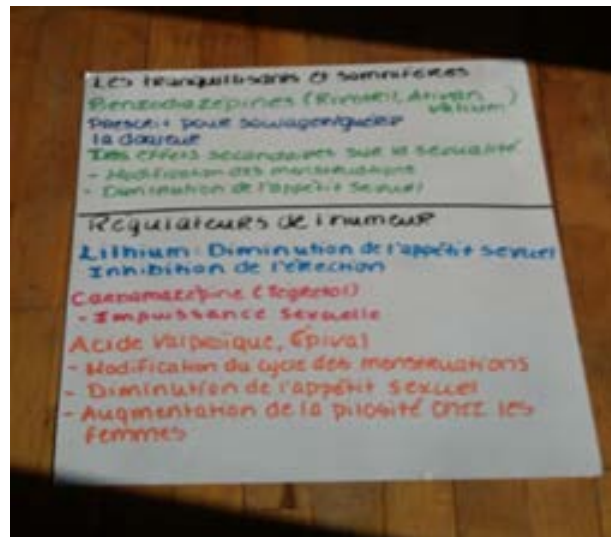 Les tranquillisants et somnifères
Benzodiazépines (Rivotril, Ativan, Valium)
Prescrit pour soulager/guérir
la douleur
Les effets secondaires sur la sexualité
- Modification des menstruations
- Diminution de l'appétit sexuel
Régulateurs de l'humeur
Lithium: Diminution de l'appétit sexuel
Inhibition de l'érection
Carbamazépine (Tegretol)
- Impuissance sexuelle
Acide Valproïque, Épival
- Modification du cycle des menstruations
- Diminution de l'appétit sexuel
- Augmentation de la pilosité chez les
femmes